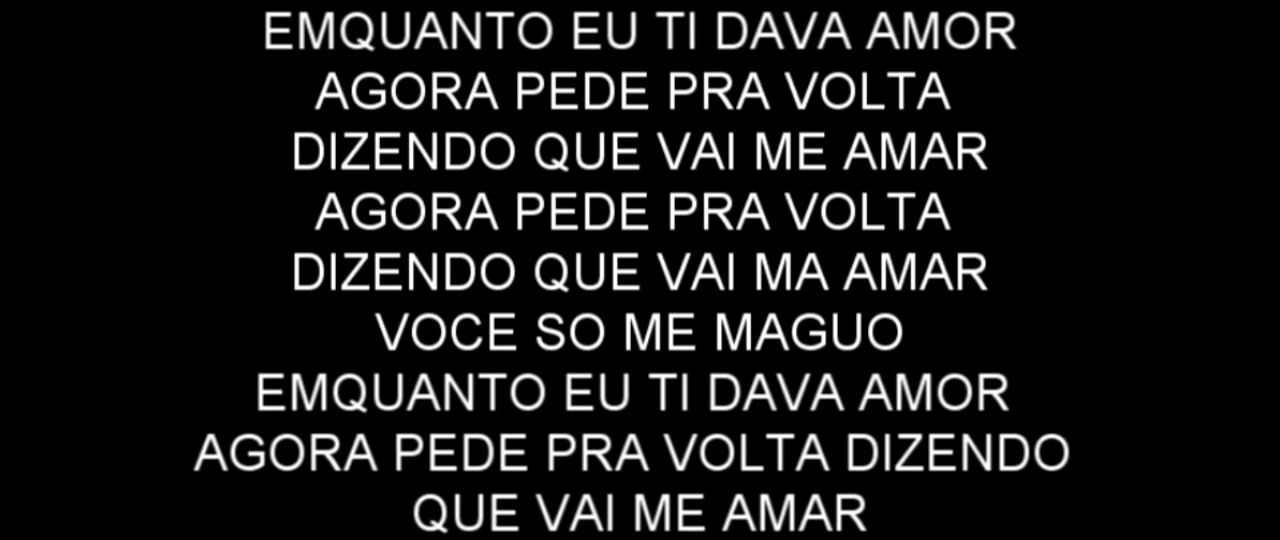 EMQUANTO EU TI DAVA AMOR
AGORA PEDE PRA VOLTA
DIZENDO QUE VAI ME AMAR
AGORA PEDE PRA VOLTA
DIZENDO QUE VAI MA AMAR
VOCE SO ME MAGUO
EMQUANTO EU TI DAVA AMOR
AGORA PEDE PRA VOLTA DIZENDO
QUE VAI ME AMAR